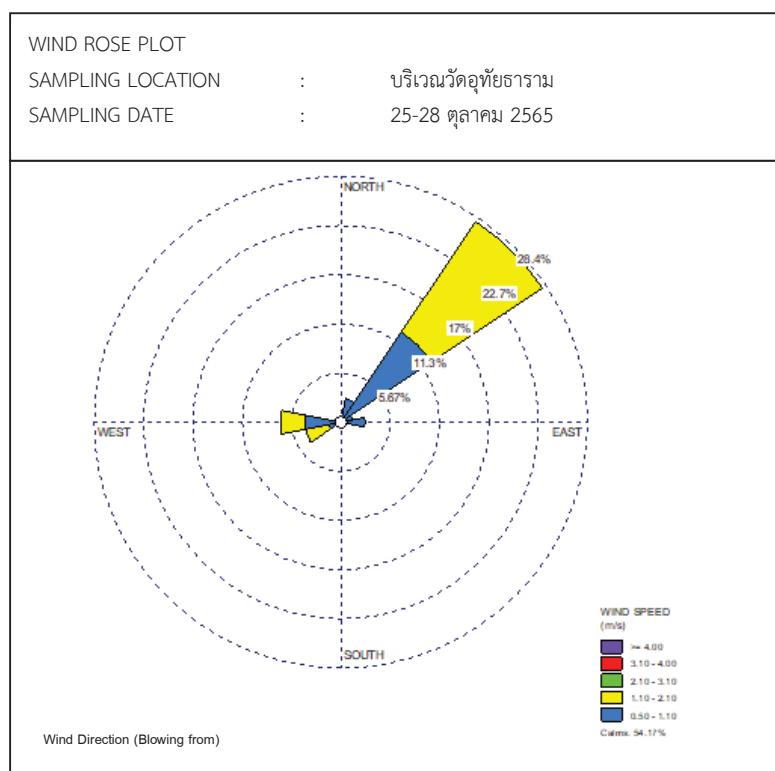 WIND ROSE PLOT
SAMPLING LOCATION : บริเวณวัดอุทัยธาราม
SAMPLING DATE : 25-28 ตุลาคม 2565
NORTH
28.4%
22.7%
17%
11.3%
5.67%
WEST
EAST
SOUTH
WIND SPEED
(m/s)
>= 4.00
3.10 - 4.00
2.10 - 3.10
1.10 - 2.10
0.50 - 1.10
Calms: 54.17%
Wind Direction (Blowing from)